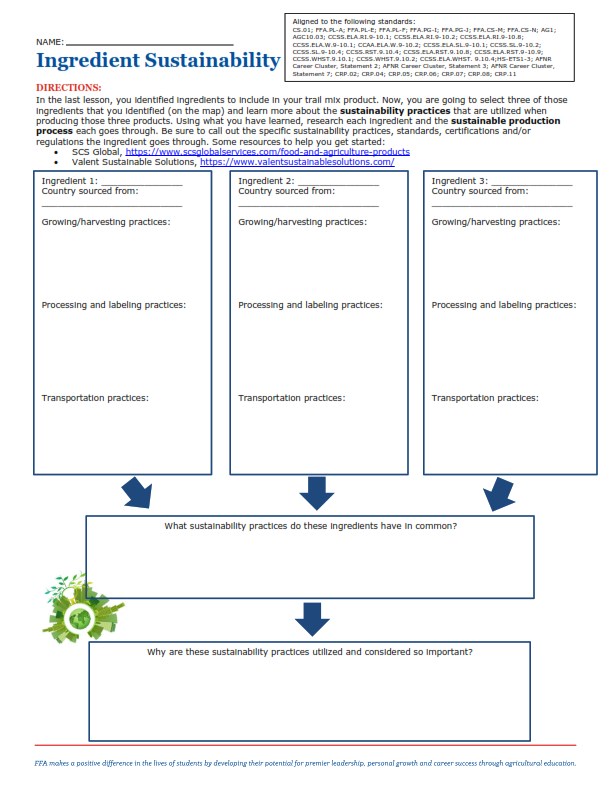 Aligned to the following standards:
CS.01; FFA.PL-A; FFA.PL-E; FFA.PL-F; FFA.PG-I; FFA.PG-J; FFA.CS-M; FFA.CS-N; AG1;
AGC10.03; CCSS.ELA.RI.9-10.1; CCSS.ELA.RI.9-10.2; CCSS.ELA.RI.9-10.8;
CCSS.ELA.W.9-10.1; CCAA.ELA.W.9-10.2; CCSS.ELA.SL.9-10.1; CCSS.SL.9-10.2;
CCSS.SL.9-10.4; CCSS.RST.9-10.4; CCSS.ELA.RST.9-10.8; CCSS.ELA.RST.9-10.9;
CCSS.WHST.9.10.1; CCSS.WHST.9-10.2; CCSS.ELA.WHST. 9.10.4;HS-ETS1-3; AFNR
Career Cluster, Statement 2; AFNR Career Cluster, Statement 3; AFNR Career Cluster,
Statement 7; CRP.02; CRP.04; CRP.05; CRP.06; CRP.07; CRP.08; CRP.11
NAME: ____________________
Ingredient Sustainability
DIRECTIONS:
In the last lesson, you identified ingredients to include in your trail mix product. Now, you are going to select three of those
ingredients that you identified (on the map) and learn more about the sustainability practices that are utilized when
producing those three products. Using what you have learned, research each ingredient and the sustainable production
process each goes through. Be sure to call out the specific sustainability practices, standards, certifications and/or
regulations the ingredient goes through. Some resources to help you get started:
• SCS Global, https://www.scsglobalservices.com/food-and-agriculture-products
• Valent Sustainable Solutions, https://www.valentsustainablesolutions.com/
Ingredient 1: ________________
Country sourced from:
____________________________
Growing/harvesting practices:
Processing and labeling practices:
Transportation practices:
Ingredient 2: ________________
Country sourced from:
____________________________
Growing/harvesting practices:
Processing and labeling practices:
Transportation practices:
Ingredient 3: ________________
Country sourced from:
____________________________
Growing/harvesting practices:
Processing and labeling practices:
Transportation practices:
What sustainability practices do these ingredients have in common?
Why are these sustainability practices utilized and considered so important?
FFA makes a positive difference in the lives of students by developing their potential for premier leadership, personal growth and career success through agricultural education.